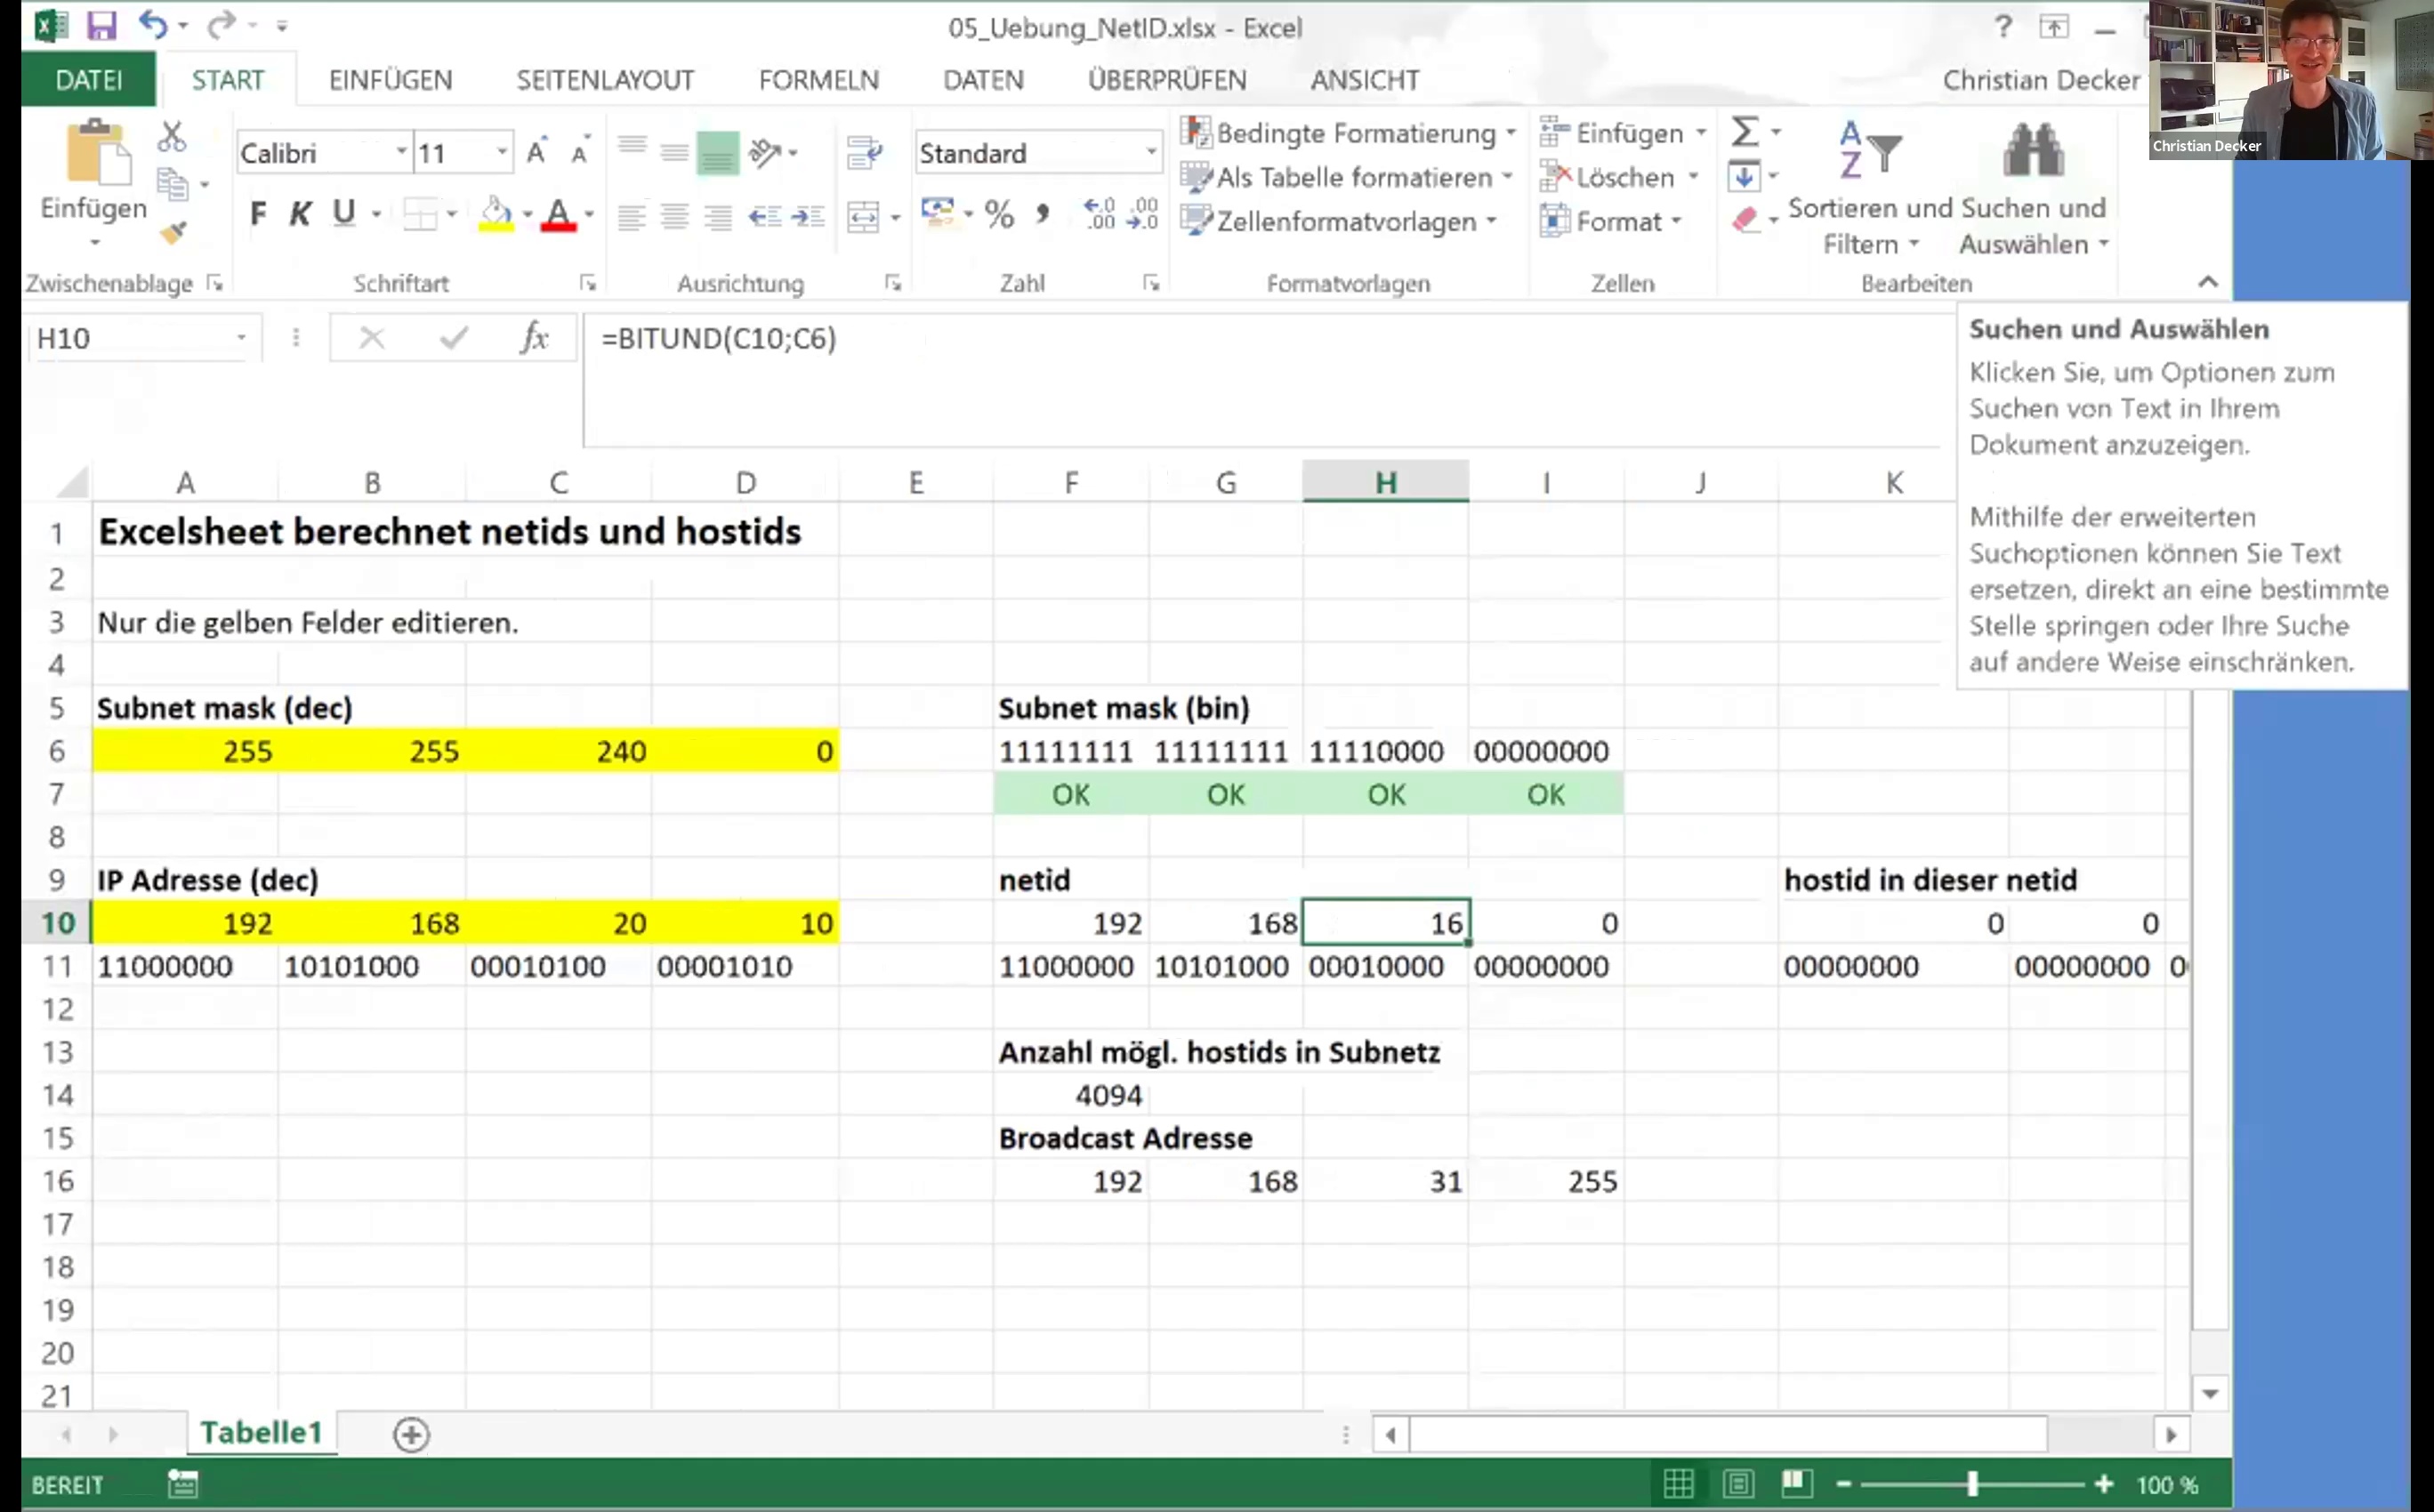 05_Uebung_NetID.xlsx - Excel
?
DATEI START EINFÜGEN SEITENLAYOUT FORMELN DATEN ÜBERPRÜFEN ANSICHT Christian Decker
Christian Decker
Einfügen
Calibri 11
F K U A
Standard
% 000
Bedingte Formatierung
Als Tabelle formatieren
Zellenformatvorlagen
Einfügen
Löschen
Format
Sortieren und Filtern
Suchen und Auswählen
Zwischenablage Schriftart Ausrichtung Zahl Formatvorlagen Zellen Bearbeiten
H10 fx =BITUND(C10;C6)
Suchen und Auswählen
Klicken Sie, um Optionen zum
Suchen von Text in Ihrem
Dokument anzuzeigen.
Mithilfe der erweiterten
Suchoptionen können Sie Text
ersetzen, direkt an eine bestimmte
Stelle springen oder Ihre Suche
auf andere Weise einschränken.
A B C D E F G H I J K
1 Excelsheet berechnet netids und hostids
2
3 Nur die gelben Felder editieren.
4
5 Subnet mask (dec) Subnet mask (bin)
6 255 255 240 0 11111111 11111111 11110000 00000000
7 OK OK OK OK
8
9 IP Adresse (dec) netid hostid in dieser netid
10 192 168 20 10 192 168 16 0 0 0
11 11000000 10101000 00010100 00001010 11000000 10101000 00010000 00000000 00000000 00000000 0
12
13 Anzahl mögl. hostids in Subnetz
14 4094
15 Broadcast Adresse
16 192 168 31 255
17
18
19
20
21
Tabelle1
BEREIT 100 %